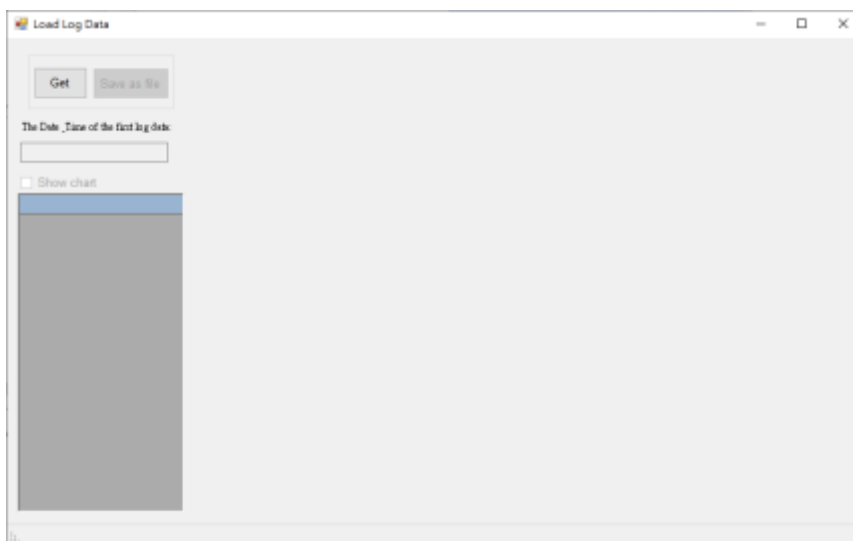 Load Log Data
Get Save as file
The Date_Time of the first log data:
Show chart